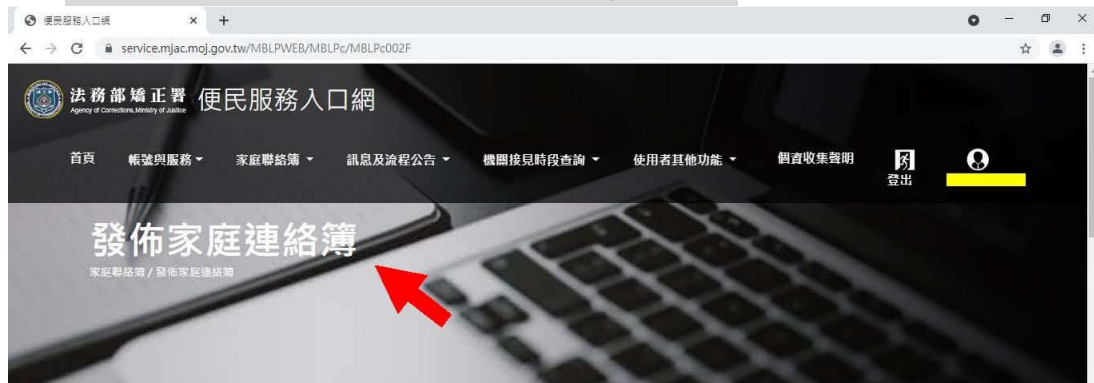 便民服務入口網
service.mjac.moj.gov.tw/MBLPWEB/MBLPc/MBLPc002F
法務部矯正署 便民服務入口網
Agency of Corrections,Ministry of Justice
首頁 帳號與服務 家庭聯絡簿 訊息及流程公告 機關接見時段查詢 使用者其他功能 個資收集聲明 登出
發佈家庭連絡簿
家庭聯絡簿 / 發佈家庭連絡簿